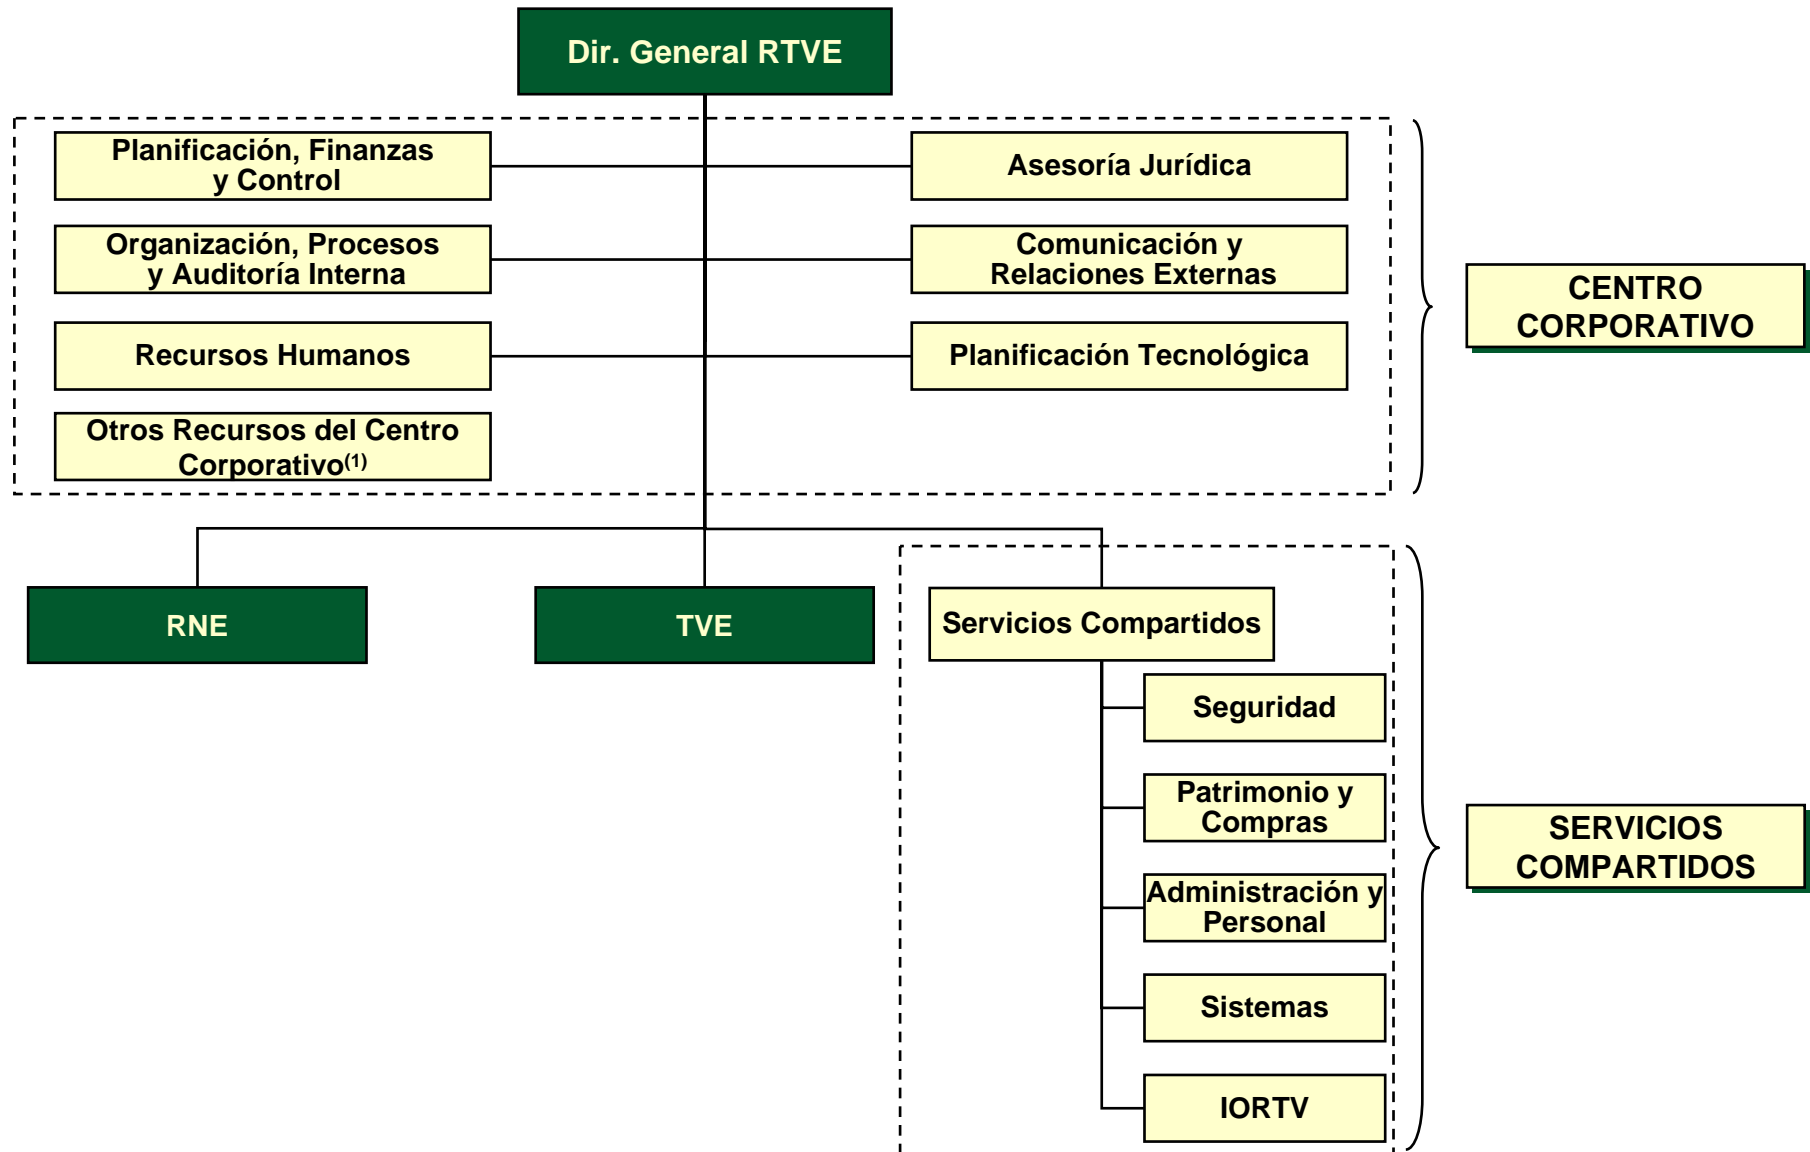 Dir. General RTVE
Planificación, Finanzas
y Control
Asesoría Jurídica
Organización, Procesos
y Auditoría Interna
Comunicación y
Relaciones Externas
Recursos Humanos
Planificación Tecnológica
Otros Recursos del Centro
Corporativo(1)
CENTRO
CORPORATIVO
RNE
TVE
Servicios Compartidos
Seguridad
Patrimonio y
Compras
Administración y
Personal
Sistemas
IORTV
SERVICIOS
COMPARTIDOS